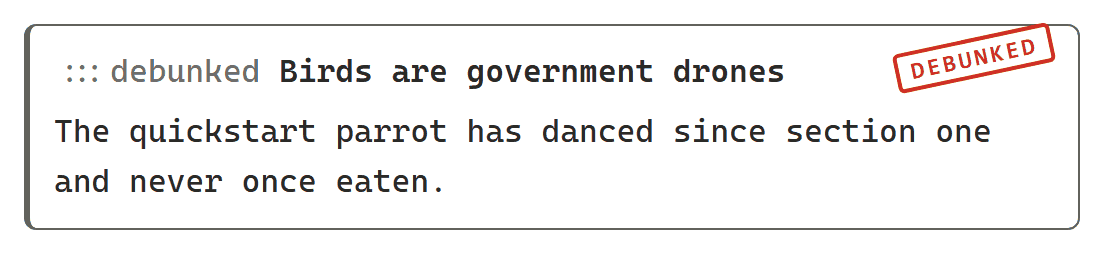 ::: debunked Birds are government drones
DEBUNKED
The quickstart parrot has danced since section one
and never once eaten.